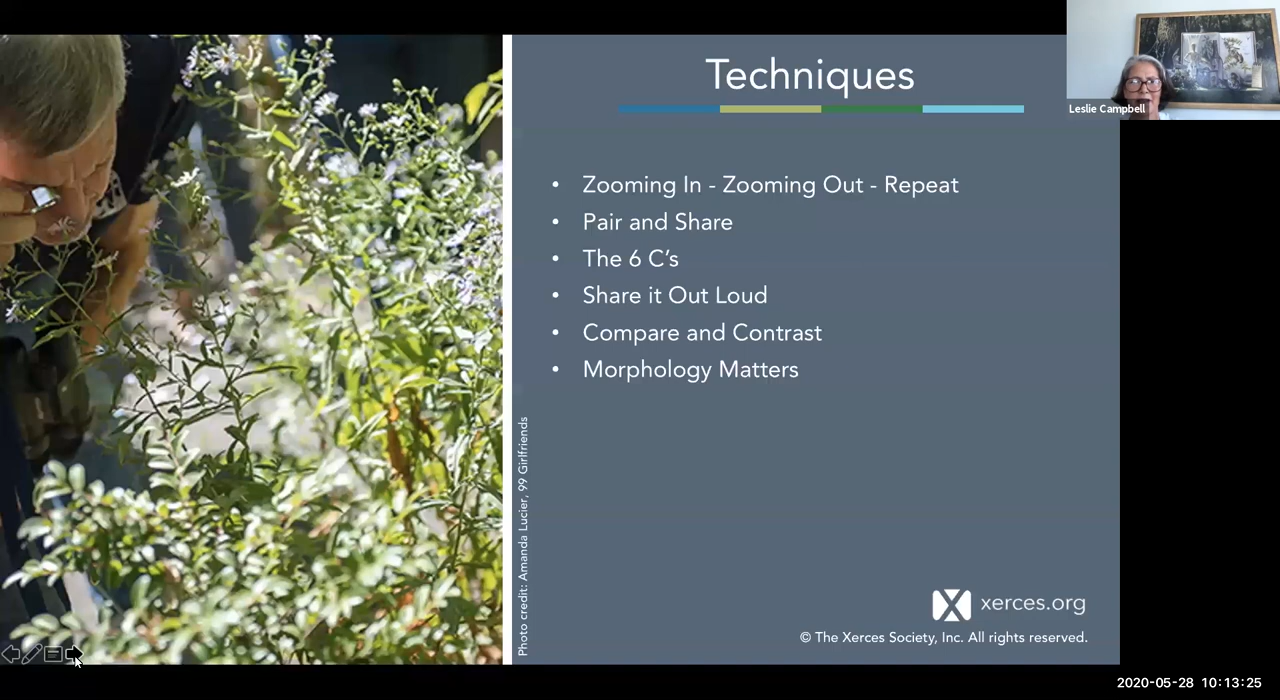 Techniques
Leslie Campbell
• Zooming In - Zooming Out - Repeat
• Pair and Share
• The 6 C’s
• Share it Out Loud
• Compare and Contrast
• Morphology Matters
Photo credit: Amanda Lucier, 99 Girlfriends
xerces.org
© The Xerces Society, Inc. All rights reserved.
2020-05-28 10:13:25